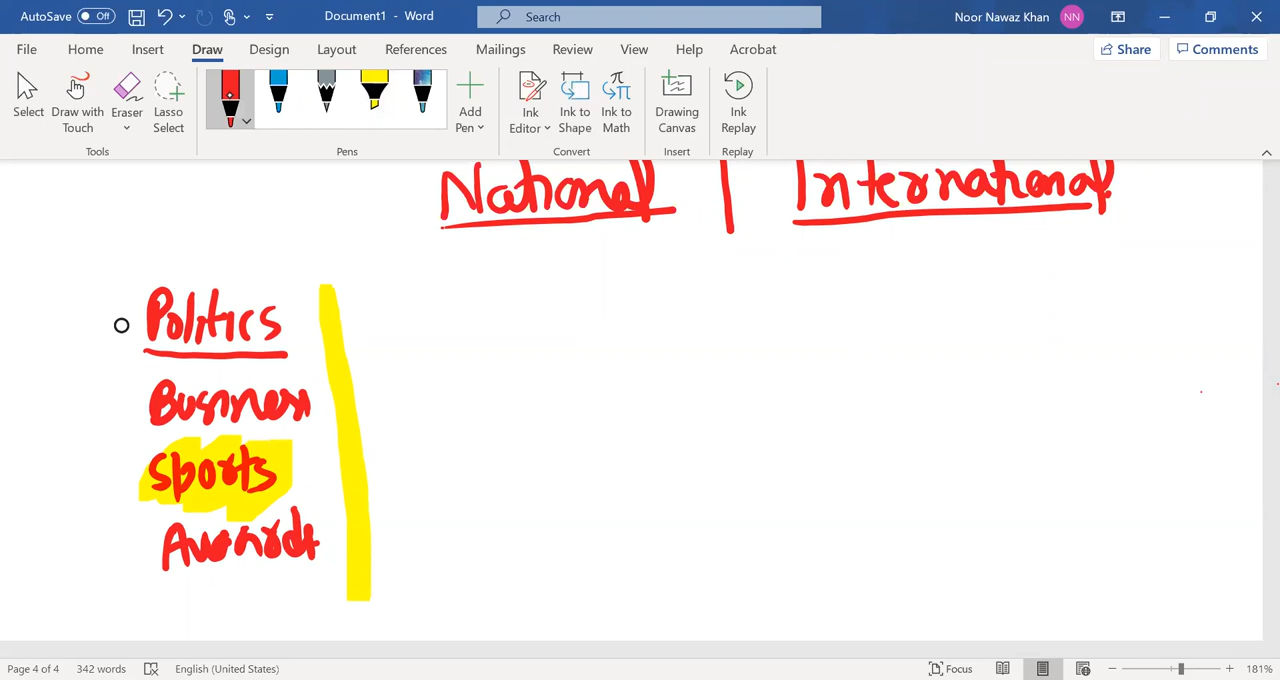 AutoSave Off Document1 - Word Search Noor Nawaz Khan NN
File Home Insert Draw Design Layout References Mailings Review View Help Acrobat Share Comments
Select Draw with Touch Eraser Lasso Select Add Pen Ink Editor Ink to Shape Ink to Math Drawing Canvas Ink Replay
Tools Pens Convert Insert Replay
National | International
Politics
Business
Sports
Awards
Page 4 of 4 342 words English (United States) Focus 181%